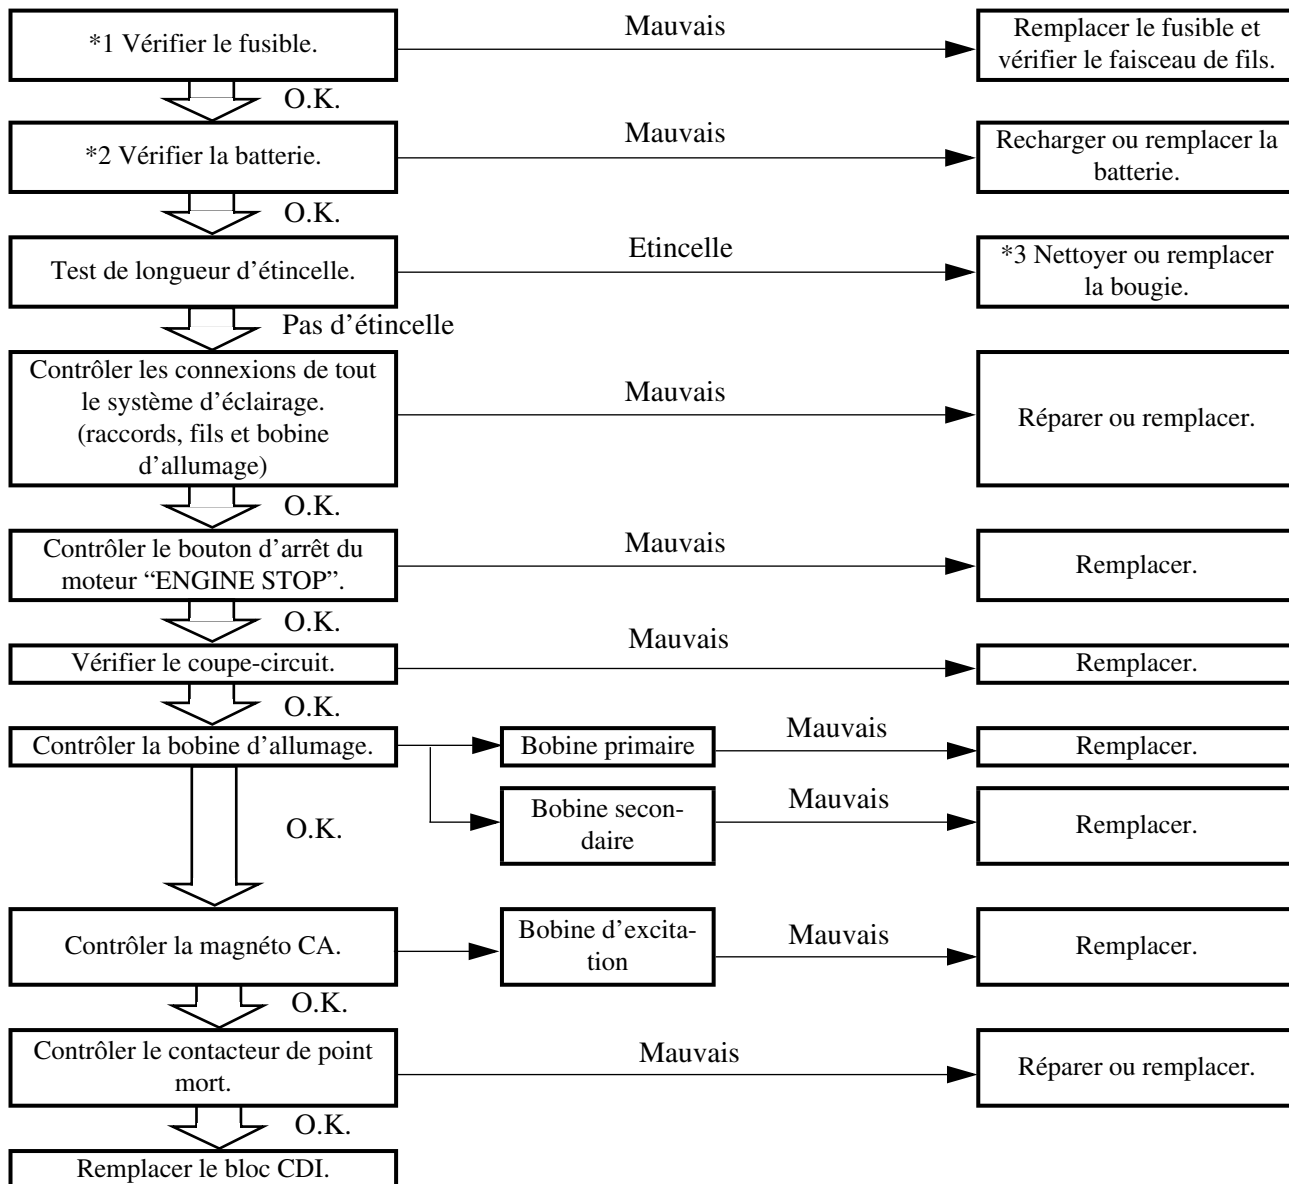 *1 Vérifier le fusible.
Mauvais
Remplacer le fusible et
vérifier le faisceau de fils.
O.K.
*2 Vérifier la batterie.
Mauvais
Recharger ou remplacer la
batterie.
O.K.
Test de longueur d’étincelle.
Etincelle
*3 Nettoyer ou remplacer
la bougie.
Pas d’étincelle
Contrôler les connexions de tout
le système d’éclairage.
(raccords, fils et bobine
d’allumage)
Mauvais
Réparer ou remplacer.
O.K.
Contrôler le bouton d’arrêt du
moteur “ENGINE STOP”.
Mauvais
Remplacer.
O.K.
Vérifier le coupe-circuit.
Mauvais
Remplacer.
O.K.
Contrôler la bobine d’allumage.
Bobine primaire
Mauvais
Remplacer.
Bobine secon-
daire
Mauvais
Remplacer.
O.K.
Contrôler la magnéto CA.
Bobine d’excita-
tion
Mauvais
Remplacer.
O.K.
Contrôler le contacteur de point
mort.
Mauvais
Réparer ou remplacer.
O.K.
Remplacer le bloc CDI.